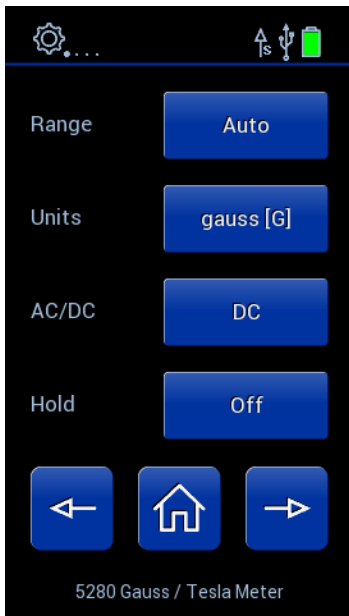 s
Range Auto
Units gauss [G]
AC/DC DC
Hold Off
5280 Gauss / Tesla Meter